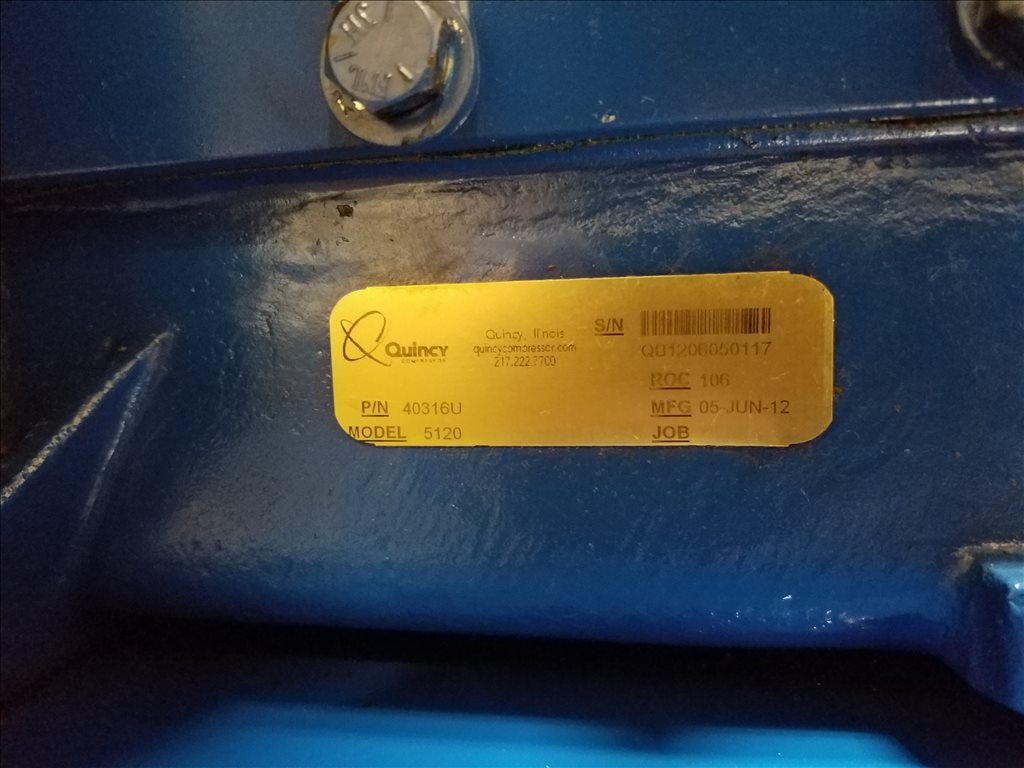 Quincy
COMPRESSOR
Quincy, Illinois
quincycompressor.com
217.222.7700
S/N
QB1206050117
ROC 106
P/N 40316U
MFG 05-JUN-12
MODEL 5120
JOB